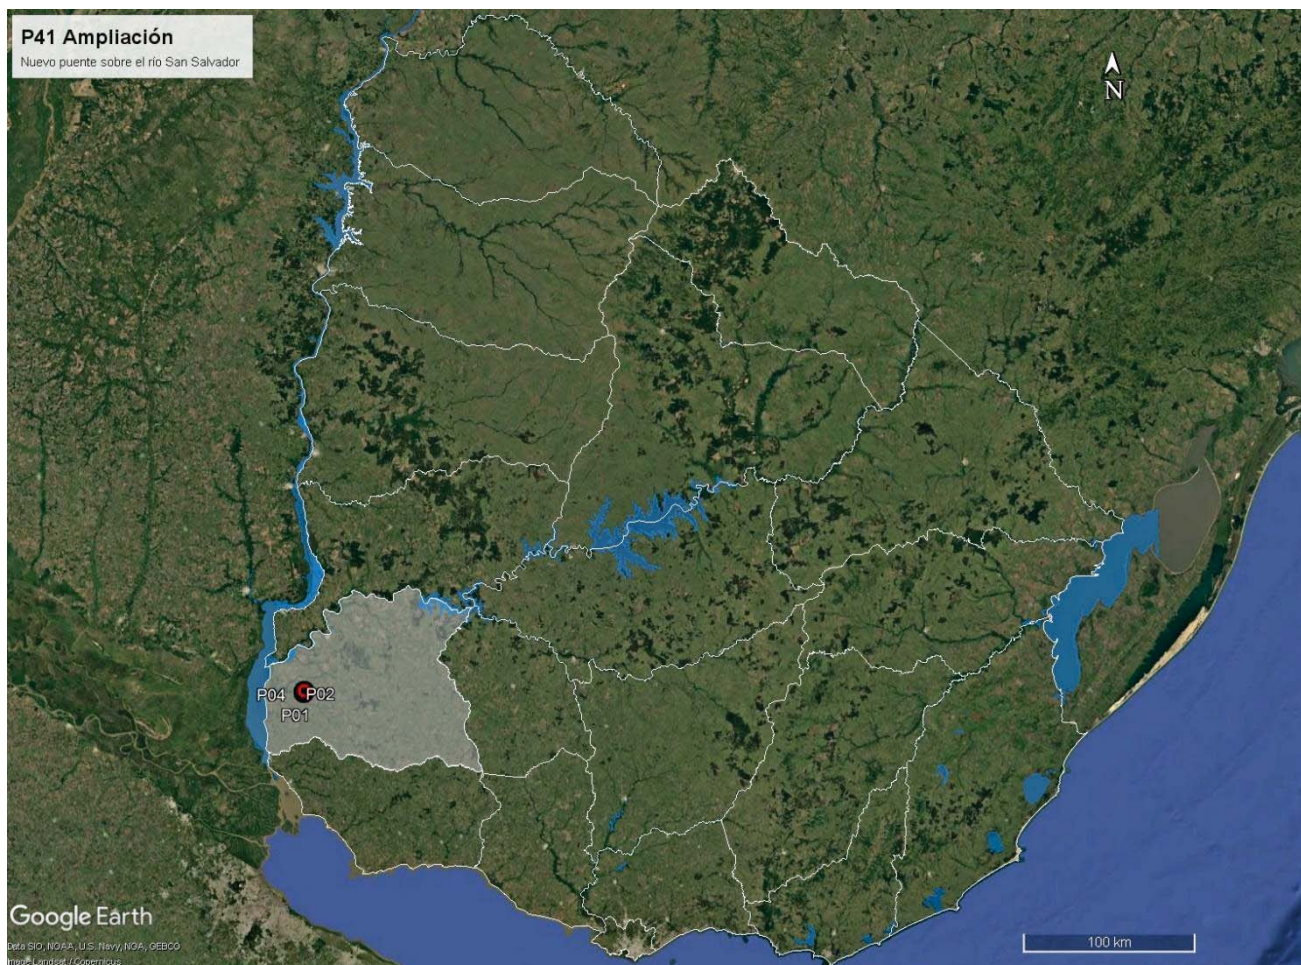 P41 Ampliación
Nuevo puente sobre el río San Salvador
N
P04 P02
P01
Google Earth
Data SIO, NOAA, U.S. Navy, NGA, GEBCO
Image Landsat / Copernicus
100 km